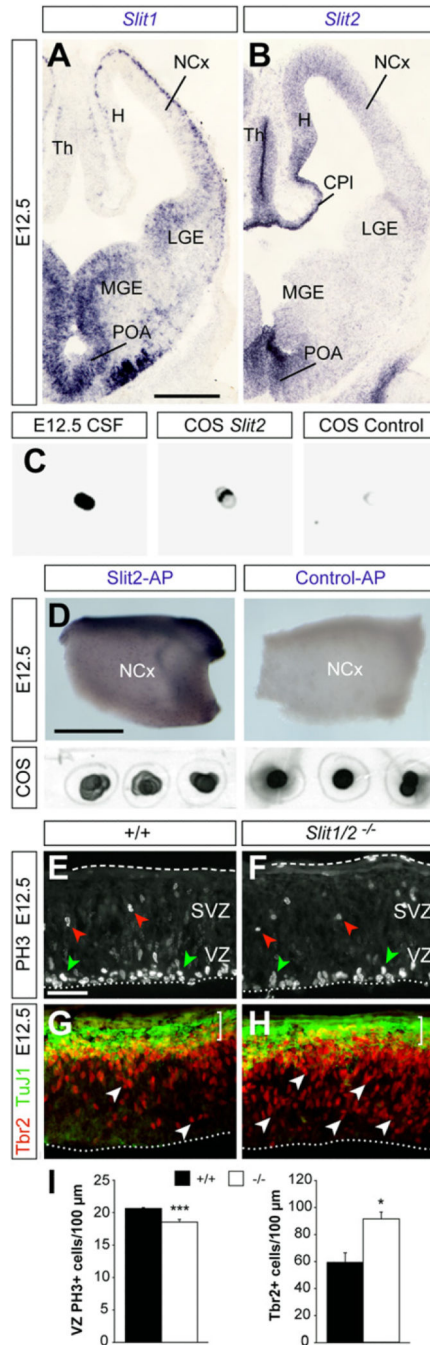 Slit1 Slit2
A NCx B NCx
H H
Th Th
CPI
LGE LGE
MGE MGE
POA POA
E12.5
E12.5 CSF COS Slit2 COS Control
C
Slit2-AP Control-AP
D
NCx NCx
E12.5
COS
+/+ Slit1/2 -/-
E F
SVZ SVZ
VZ VZ
PH3 E12.5
G H
Tbr2 TuJ1 E12.5
I +/+ -/-
VZ PH3+ cells/100 µm
25
20
15
10
5
0
***
Tbr2+ cells/100 µm
120
100
80
60
40
20
0
*